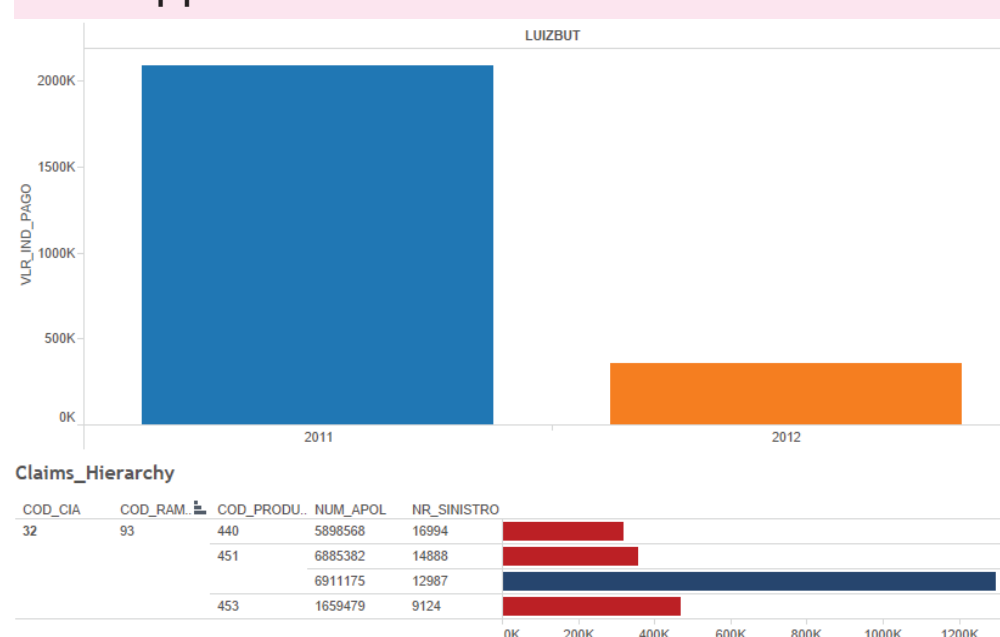 LUIZBUT
2000K
1500K
1000K
500K
0K
VLR_IND_PAGO
2011 2012
Claims_Hierarchy
COD_CIA COD_RAM.. COD_PRODU.. NUM_APOL NR_SINISTRO
32 93 440 5898568 16994
451 6885382 14888
6911175 12987
453 1659479 9124
0K 200K 400K 600K 800K 1000K 1200K